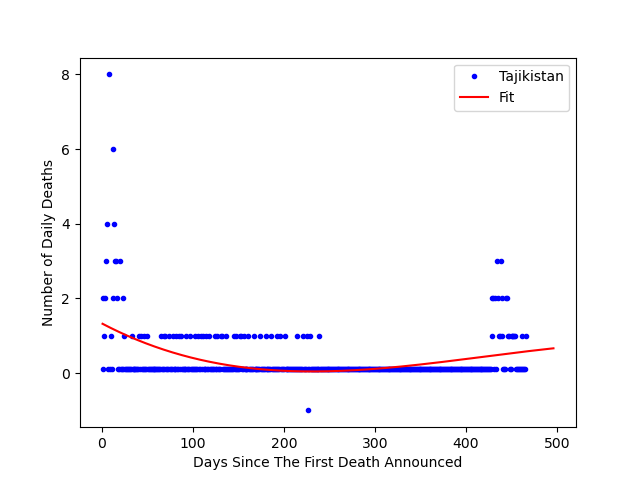 Tajikistan
Fit
8
6
4
2
0
Number of Daily Deaths
0 100 200 300 400 500
Days Since The First Death Announced